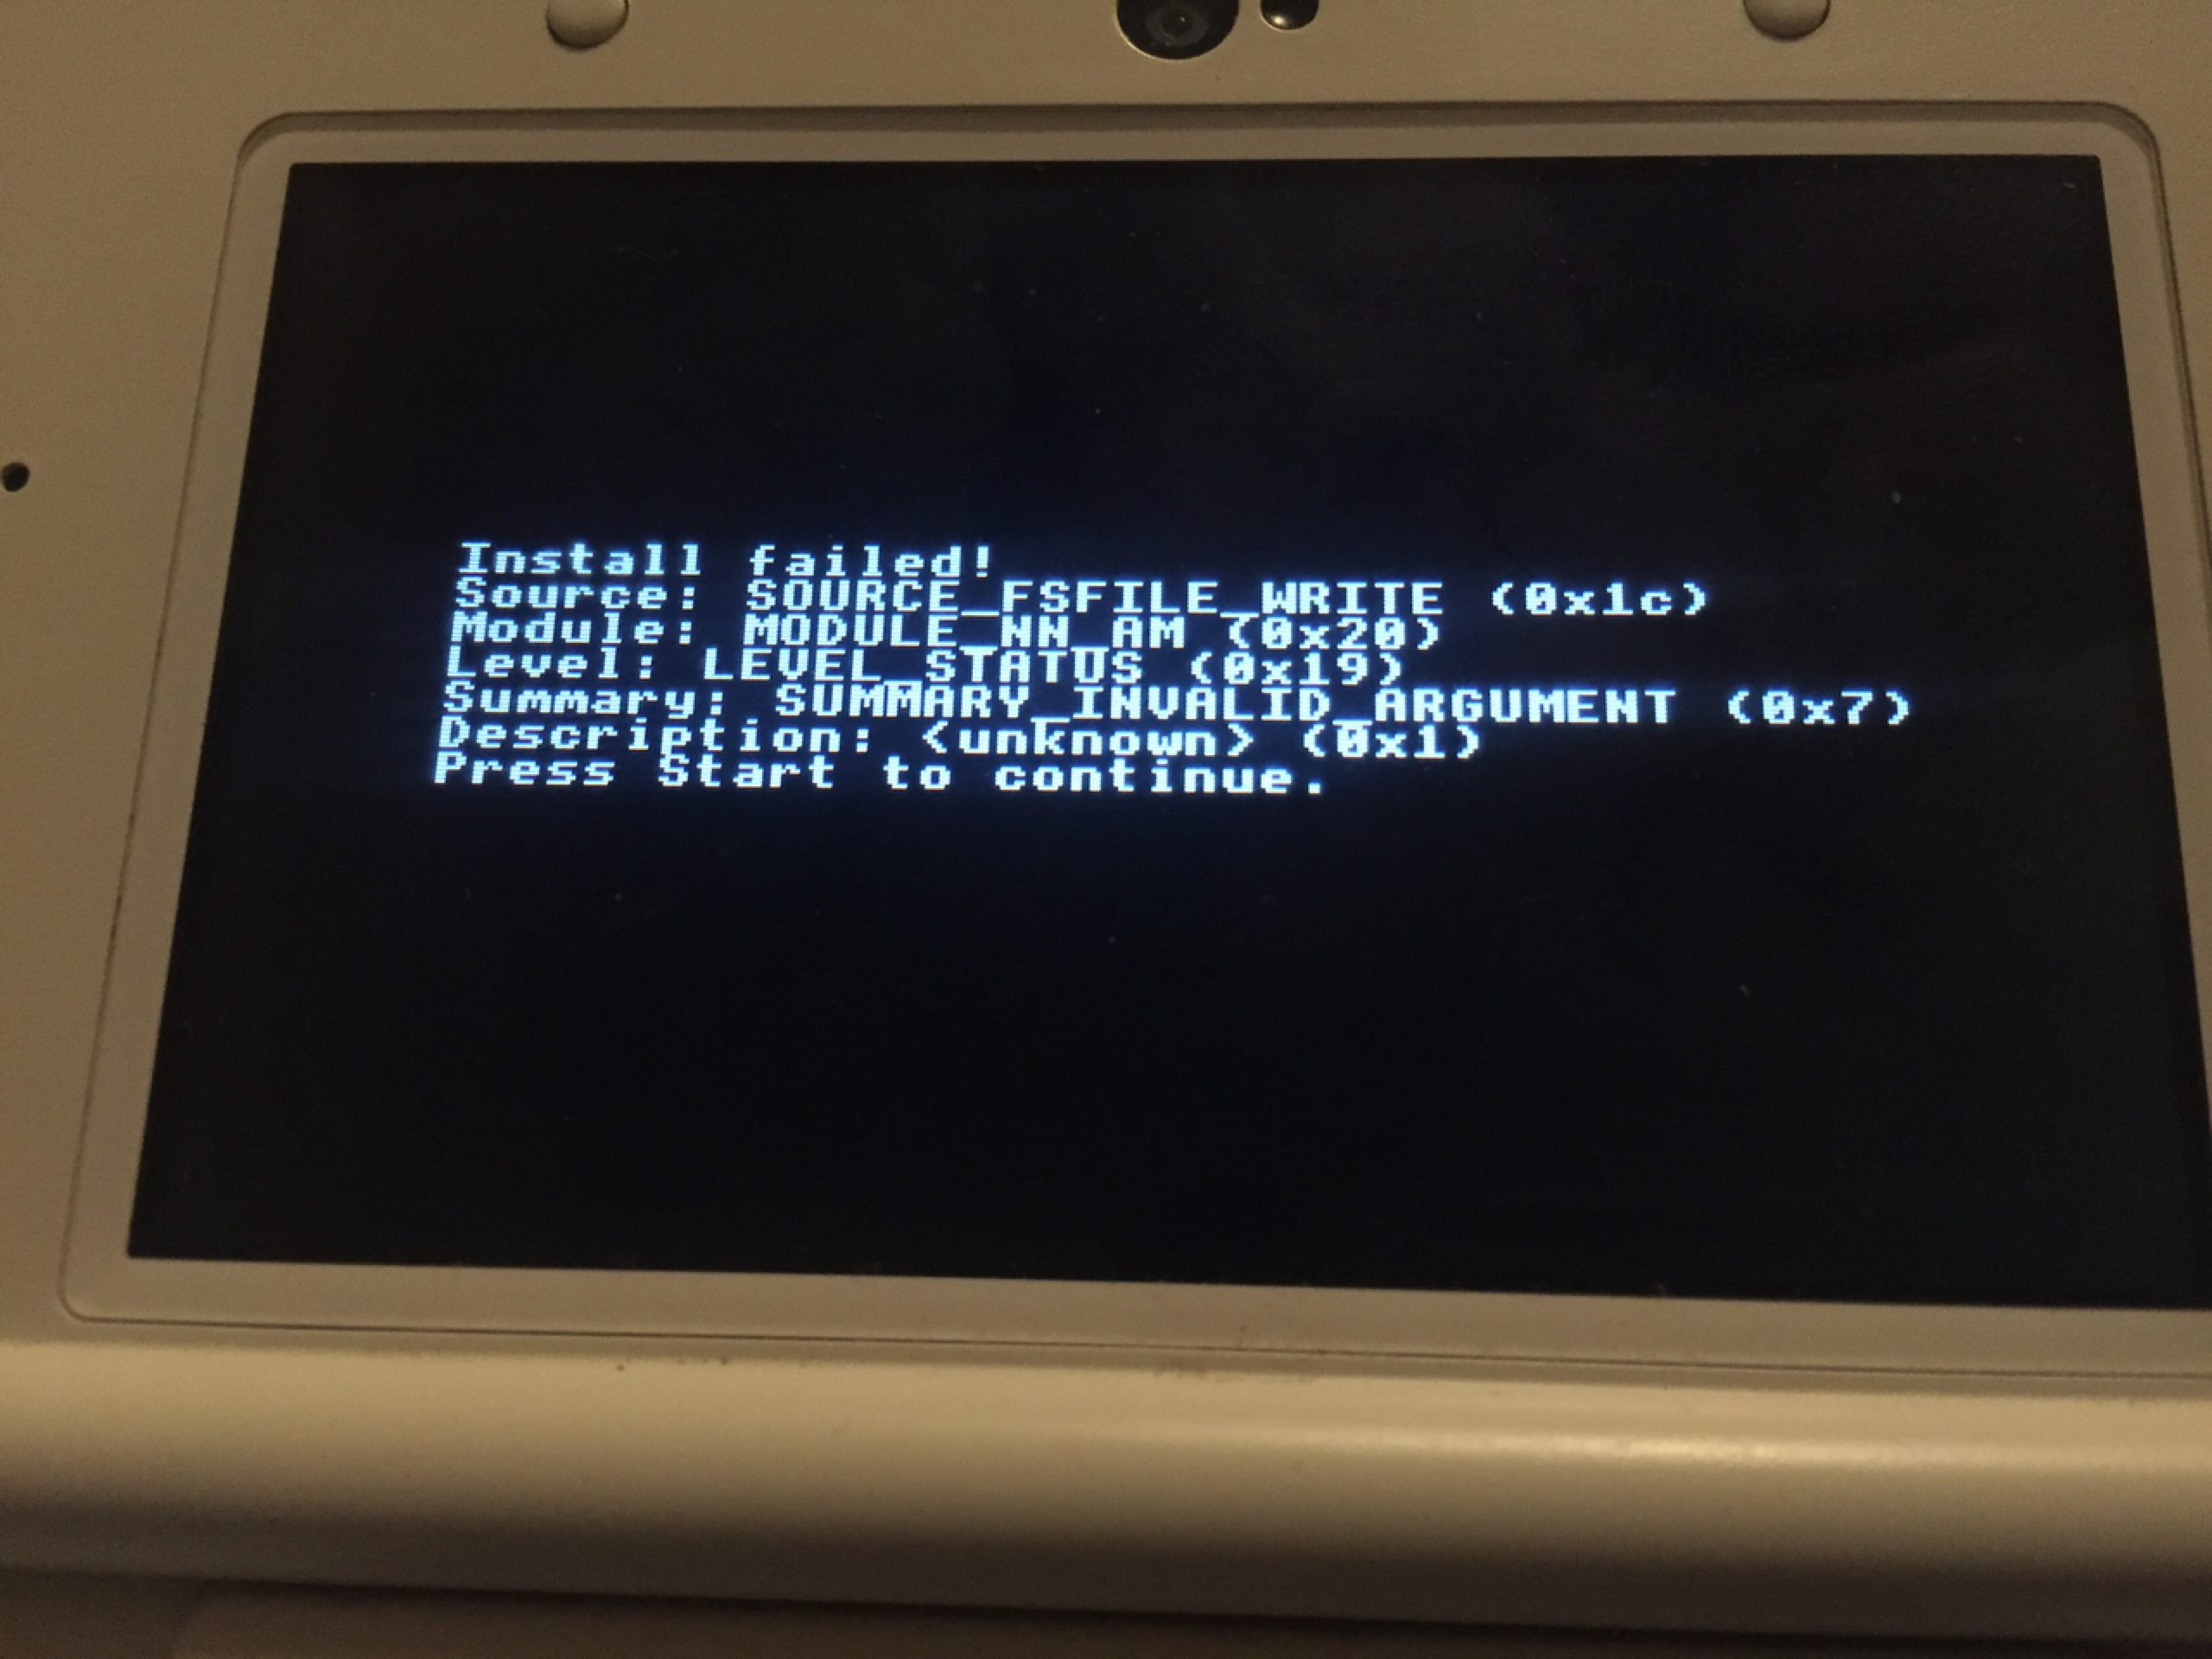 Install failed!
Source: SOURCE_FSFILE_WRITE (0x1c)
Module: MODULE_NN_AM (0x20)
Level: LEVEL_STATUS (0x19)
Summary: SUMMARY_INVALID_ARGUMENT (0x7)
Description: <unknown> (0x1)
Press Start to continue.